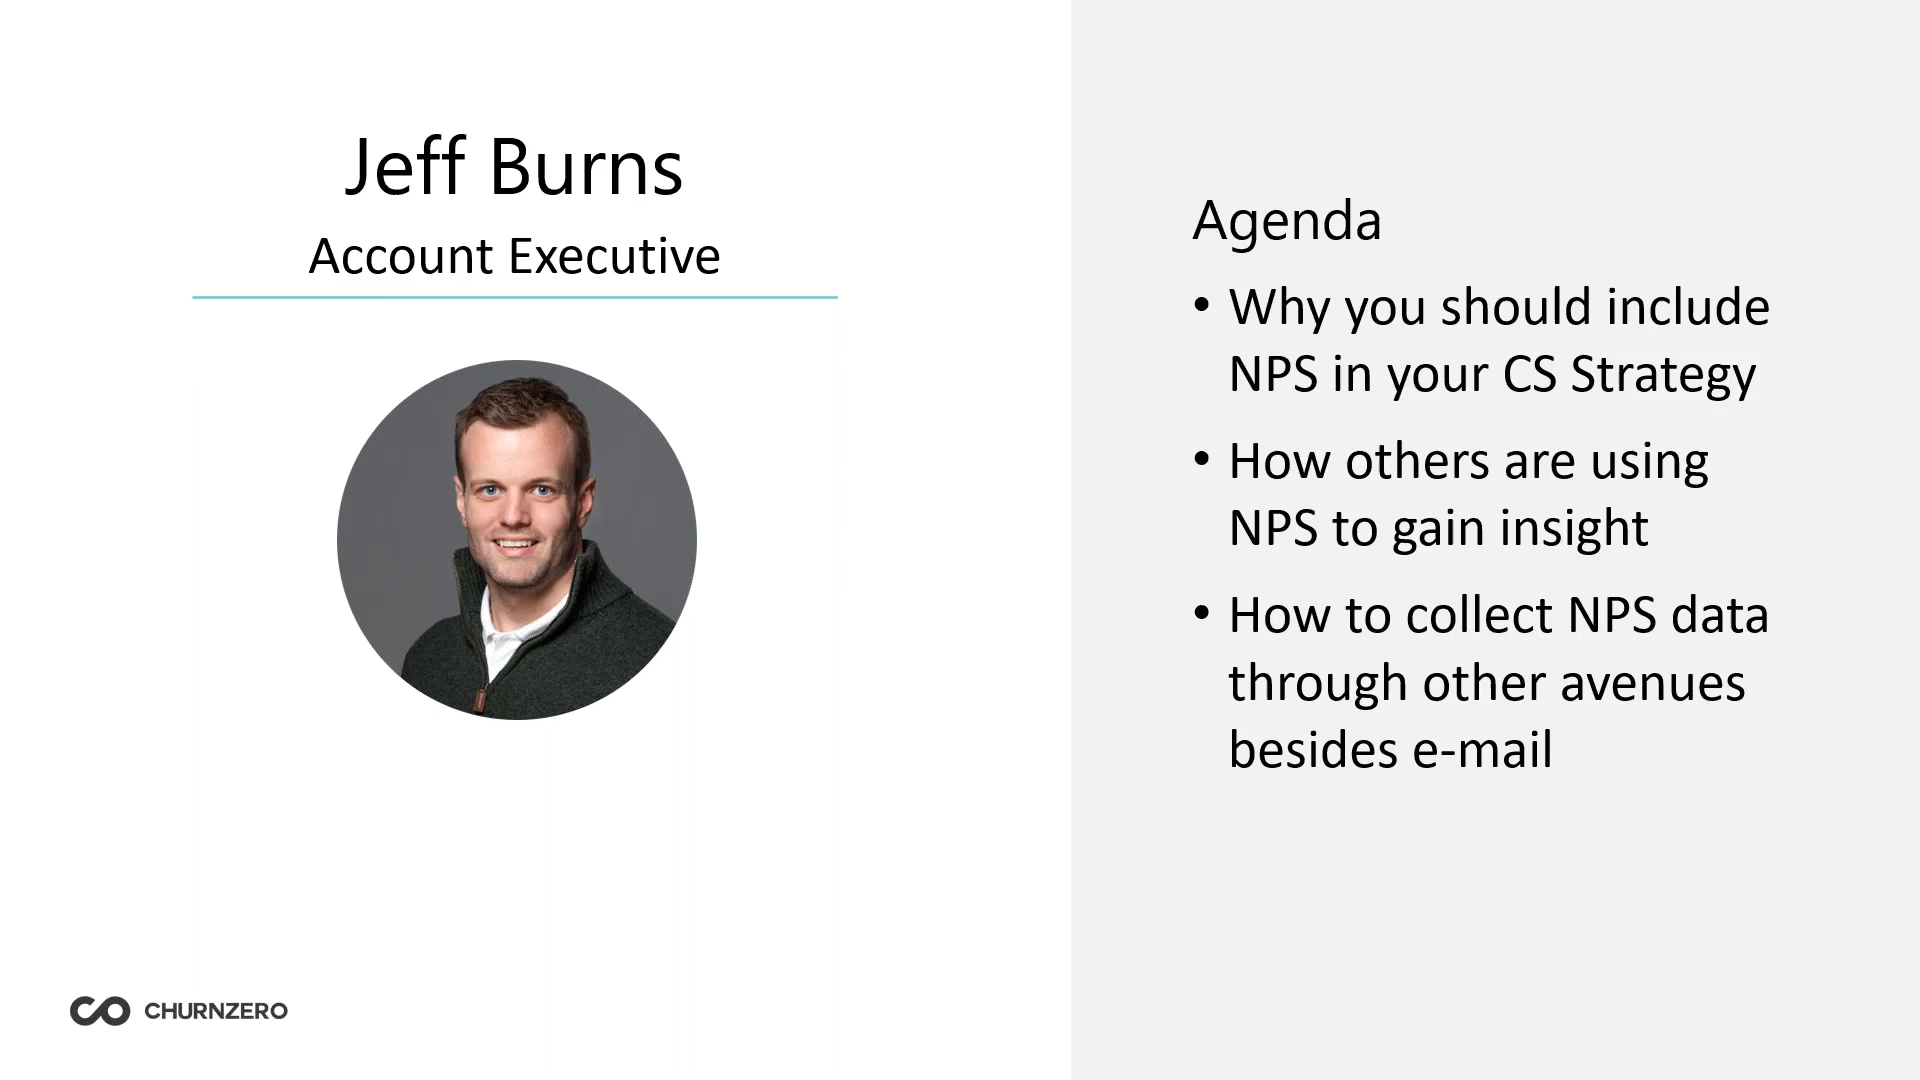 Jeff Burns
Account Executive
Agenda
• Why you should include
NPS in your CS Strategy
• How others are using
NPS to gain insight
• How to collect NPS data
through other avenues
besides e-mail
CHURNZERO